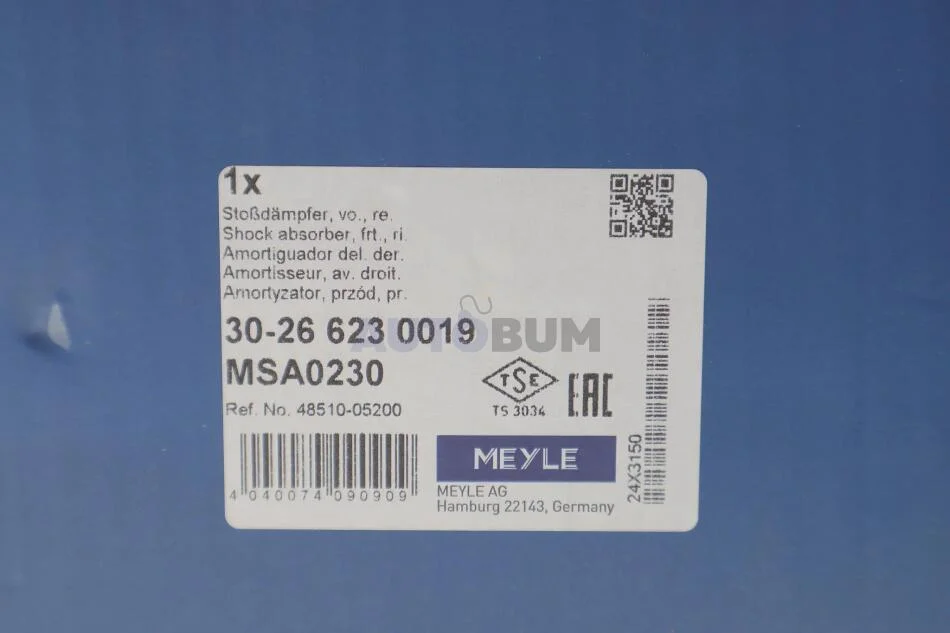 1x
Stoßdämpfer, vo., re.
Shock absorber, frt., ri.
Amortiguador del. der.
Amortisseur, av. droit.
Amortyzator, przód, pr.
30-26 623 0019
AUTOBUM
MSA0230
TSE
TS 3034
EAC
Ref. No. 48510-05200
4 040074 090909
MEYLE
MEYLE AG
Hamburg 22143, Germany
24X3150